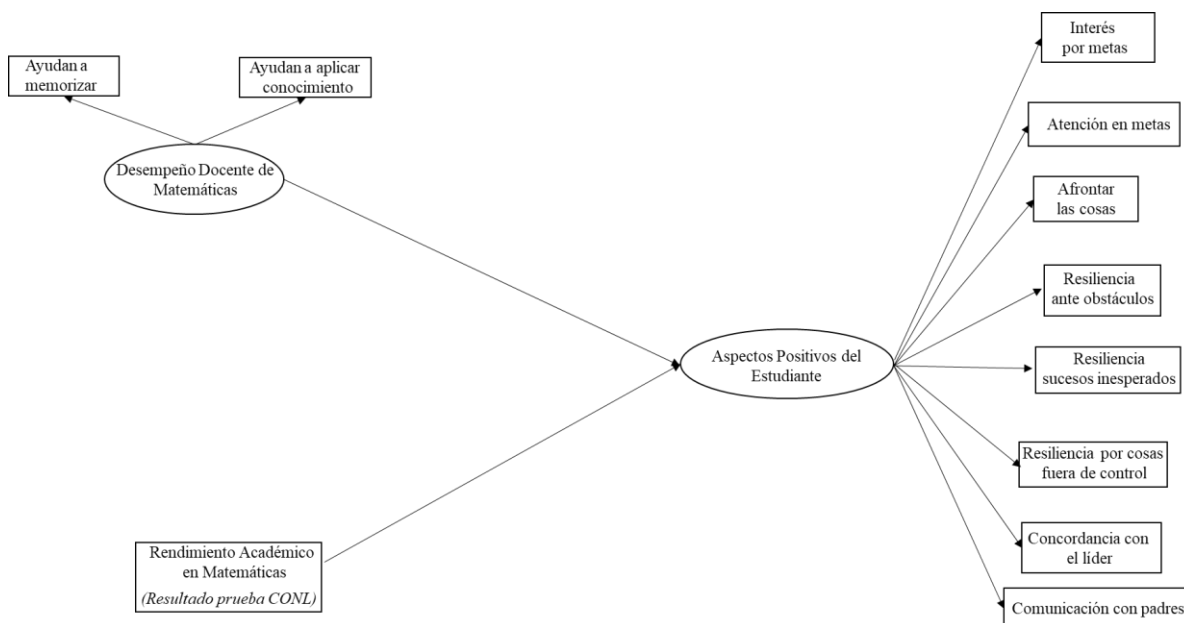 Ayudan a
memorizar
Ayudan a aplicar
conocimiento
Desempeño Docente de
Matemáticas
Rendimiento Académico
en Matemáticas
(Resultado prueba CONL)
Aspectos Positivos del
Estudiante
Interés
por metas
Atención en metas
Afrontar
las cosas
Resiliencia
ante obstáculos
Resiliencia
sucesos inesperados
Resiliencia por cosas
fuera de control
Concordancia con
el líder
Comunicación con padres